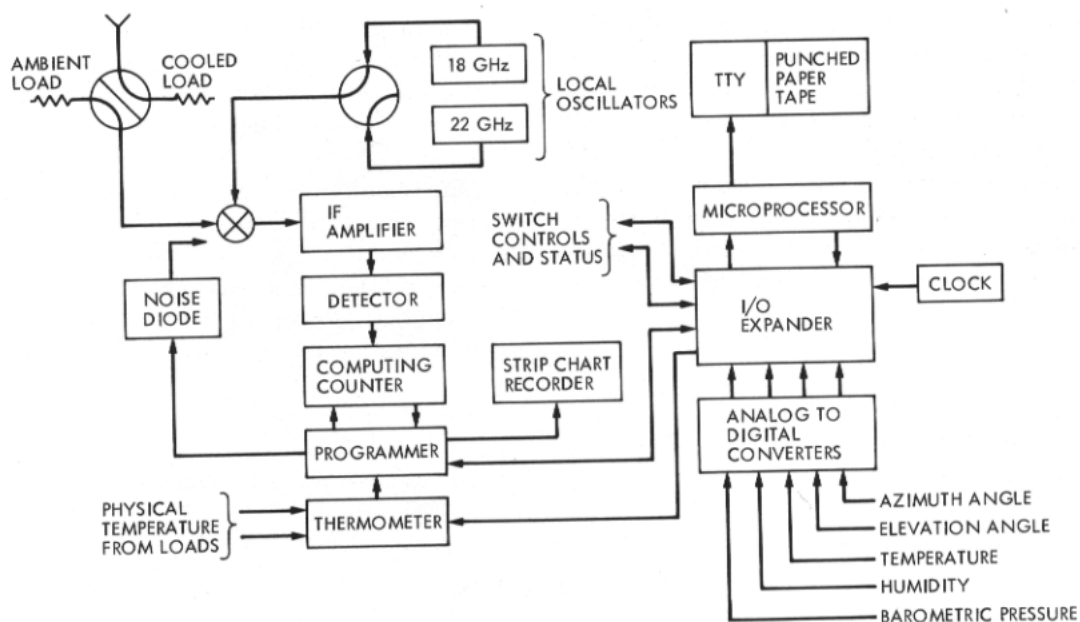 AMBIENT
LOAD
COOLED
LOAD
18 GHz
22 GHz
LOCAL
OSCILLATORS
TTY
PUNCHED
PAPER
TAPE
IF
AMPLIFIER
SWITCH
CONTROLS
AND STATUS
MICROPROCESSOR
NOISE
DIODE
DETECTOR
I/O
EXPANDER
CLOCK
COMPUTING
COUNTER
STRIP CHART
RECORDER
ANALOG TO
DIGITAL
CONVERTERS
PROGRAMMER
PHYSICAL
TEMPERATURE
FROM LOADS
THERMOMETER
AZIMUTH ANGLE
ELEVATION ANGLE
TEMPERATURE
HUMIDITY
BAROMETRIC PRESSURE